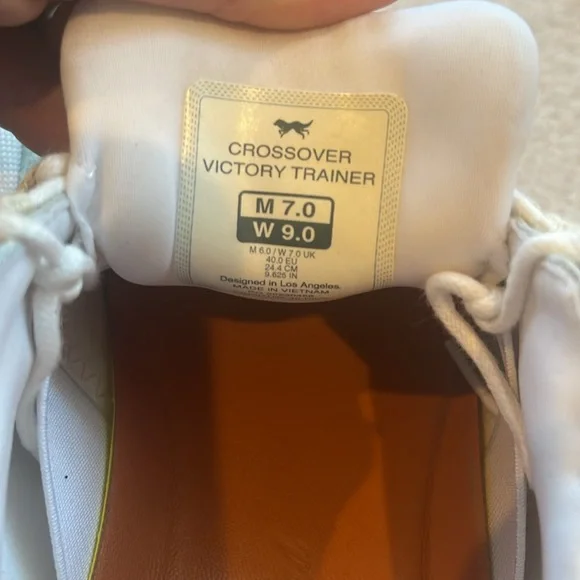 CROSSOVER
VICTORY TRAINER
M 7.0
W 9.0
M 6.0 / W 7.0 UK
40.0 EU
24.4 CM
9.625 IN
Designed in Los Angeles.
MADE IN VIETNAM